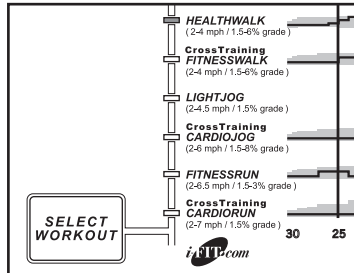 HEALTHWALK
( 2-4 mph / 1.5-6% grade )
CrossTraining
FITNESSWALK
(2-4 mph / 1.5-6% grade )
LIGHTJOG
(2-4.5 mph / 1.5% grade )
CrossTraining
CARDIOJOG
(2-6 mph / 1.5-8% grade )
FITNESSRUN
(2-6.5 mph / 1.5-3% grade )
CrossTraining
CARDIORUN
(2-7 mph / 1.5% grade )
30 25
SELECT
WORKOUT
i-FIT.com